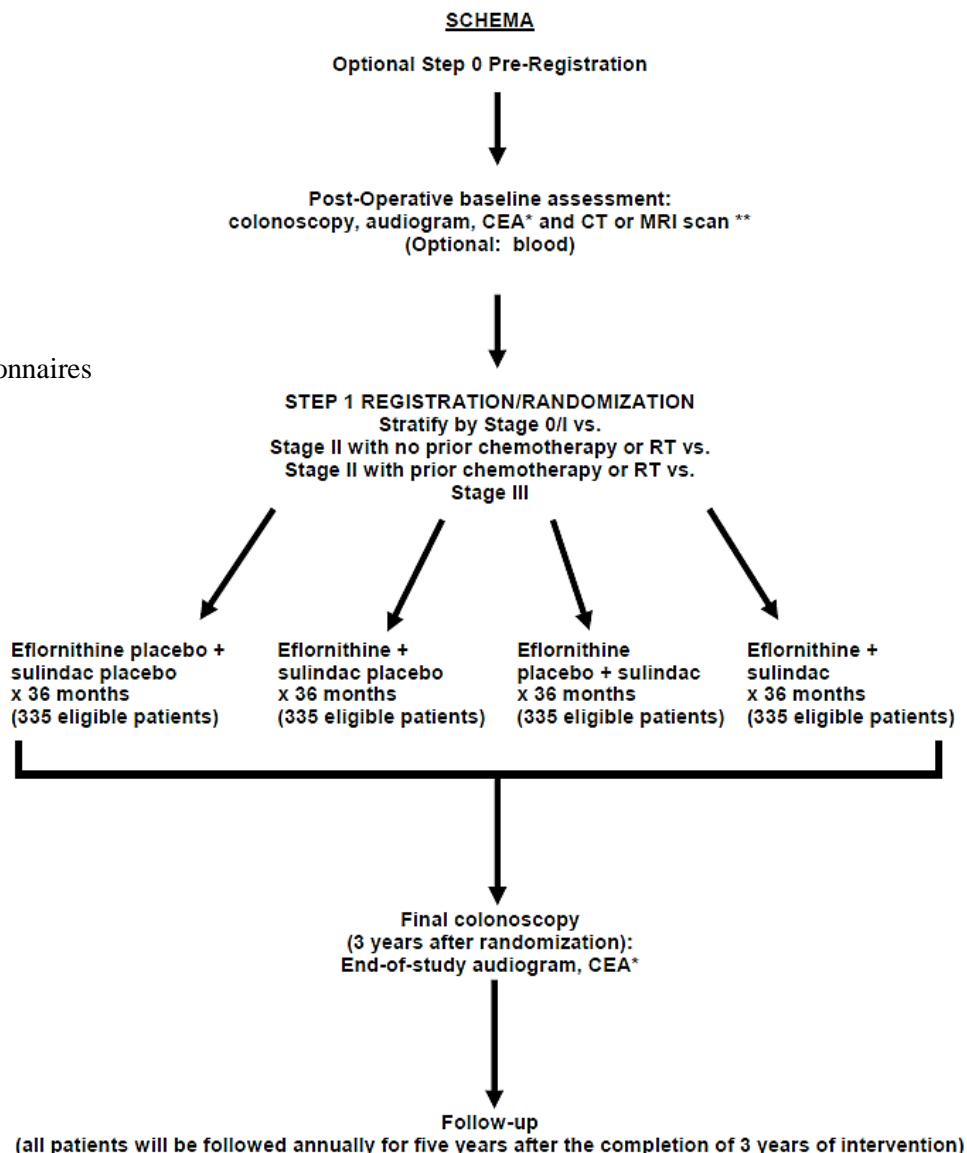 SCHEMA
Optional Step 0 Pre-Registration
Post-Operative baseline assessment:
colonoscopy, audiogram, CEA* and CT or MRI scan **
(Optional: blood)
onnaires
STEP 1 REGISTRATION/RANDOMIZATION
Stratify by Stage 0/I vs.
Stage II with no prior chemotherapy or RT vs.
Stage II with prior chemotherapy or RT vs.
Stage III
Eflornithine placebo +
sulindac placebo
x 36 months
(335 eligible patients)
Eflornithine +
sulindac placebo
x 36 months
(335 eligible patients)
Eflornithine
placebo + sulindac
x 36 months
(335 eligible patients)
Eflornithine +
sulindac
x 36 months
(335 eligible patients)
Final colonoscopy
(3 years after randomization):
End-of-study audiogram, CEA*
Follow-up
(all patients will be followed annually for five years after the completion of 3 years of intervention)